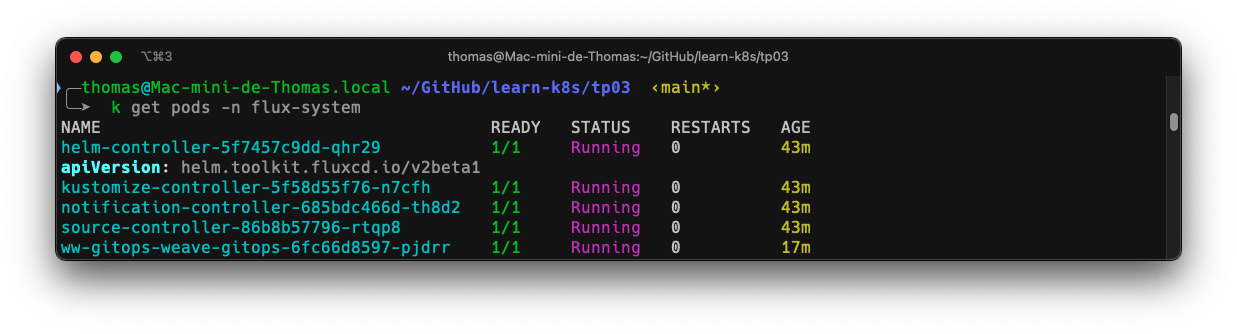 ⌥⌘3
thomas@Mac-mini-de-Thomas:~/GitHub/learn-k8s/tp03
thomas@Mac-mini-de-Thomas.local ~/GitHub/learn-k8s/tp03 ‹main*›
k get pods -n flux-system
NAME READY STATUS RESTARTS AGE
helm-controller-5f7457c9dd-qhr29 1/1 Running 0 43m
apiVersion: helm.toolkit.fluxcd.io/v2beta1
kustomize-controller-5f58d55f76-n7cfh 1/1 Running 0 43m
notification-controller-685bdc466d-th8d2 1/1 Running 0 43m
source-controller-86b8b57796-rtqp8 1/1 Running 0 43m
ww-gitops-weave-gitops-6fc66d8597-pjdrr 1/1 Running 0 17m